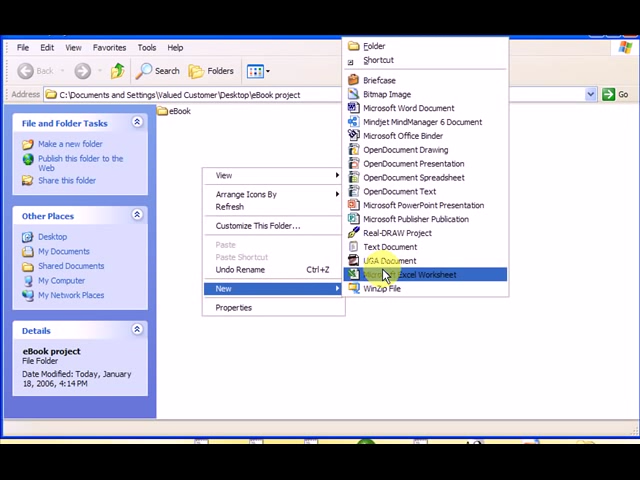 File Edit View Favorites Tools Help
Back Search Folders
Address C:\Documents and Settings\Valued Customer\Desktop\eBook project Go
File and Folder Tasks
Make a new folder
Publish this folder to the
Web
Share this folder
Other Places
Desktop
My Documents
Shared Documents
My Computer
My Network Places
Details
eBook project
File Folder
Date Modified: Today, January
18, 2006, 4:14 PM
eBook
View
Arrange Icons By
Refresh
Customize This Folder...
Paste
Paste Shortcut
Undo Rename Ctrl+Z
New
Properties
Folder
Shortcut
Briefcase
Bitmap Image
Microsoft Word Document
Mindjet MindManager 6 Document
Microsoft Office Binder
OpenDocument Drawing
OpenDocument Presentation
OpenDocument Spreadsheet
OpenDocument Text
Microsoft PowerPoint Presentation
Microsoft Publisher Publication
Real-DRAW Project
Text Document
UGA Document
Microsoft Excel Worksheet
WinZip File